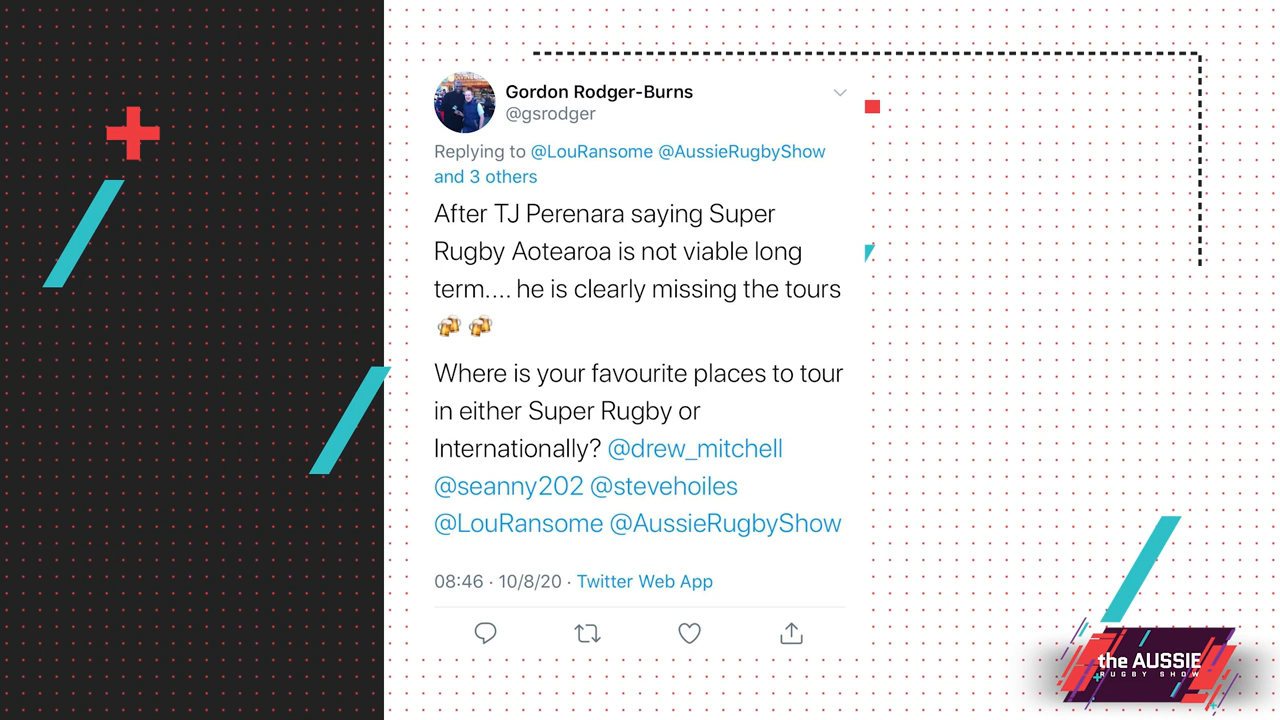 Gordon Rodger-Burns
@gsrodger
Replying to @LouRansome @AussieRugbyShow
and 3 others
After TJ Perenara saying Super
Rugby Aotearoa is not viable long
term.... he is clearly missing the tours
🍻 🍻
Where is your favourite places to tour
in either Super Rugby or
Internationally? @drew_mitchell
@seanny202 @stevehoiles
@LouRansome @AussieRugbyShow
08:46 · 10/8/20 · Twitter Web App
the AUSSIE
RUGBY SHOW